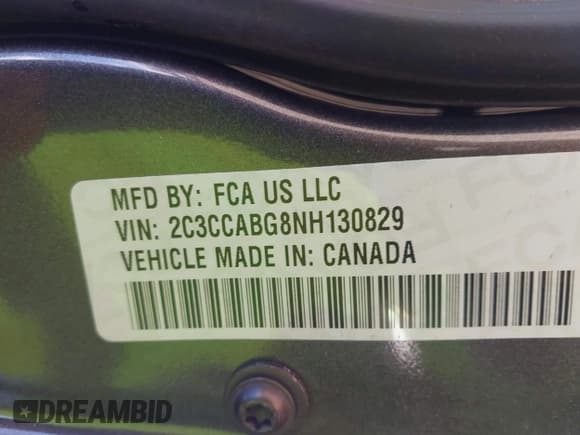 MFD BY: FCA US LLC
VIN: 2C3CCABG8NH130829
VEHICLE MADE IN: CANADA
DREAMBID